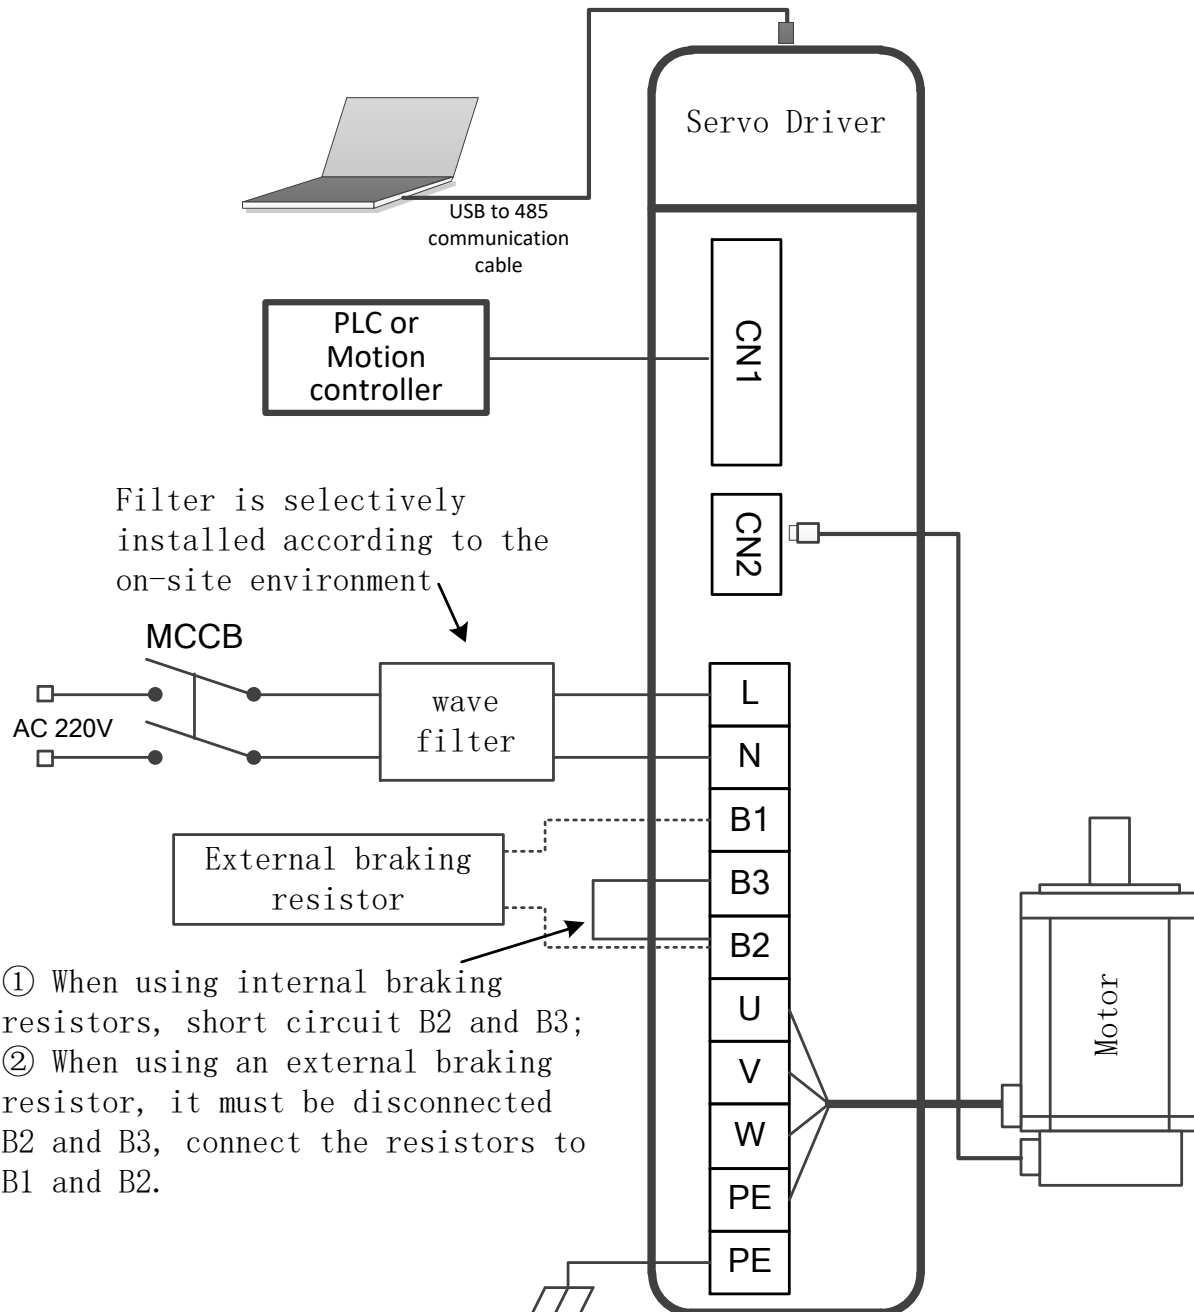 Servo Driver
USB to 485
communication
cable
PLC or
Motion
controller
CN1
CN2
Filter is selectively
installed according to the
on-site environment
MCCB
AC 220V
wave
filter
L
N
B1
B3
B2
U
V
W
PE
PE
External braking
resistor
① When using internal braking
resistors, short circuit B2 and B3;
② When using an external braking
resistor, it must be disconnected
B2 and B3, connect the resistors to
B1 and B2.
Motor